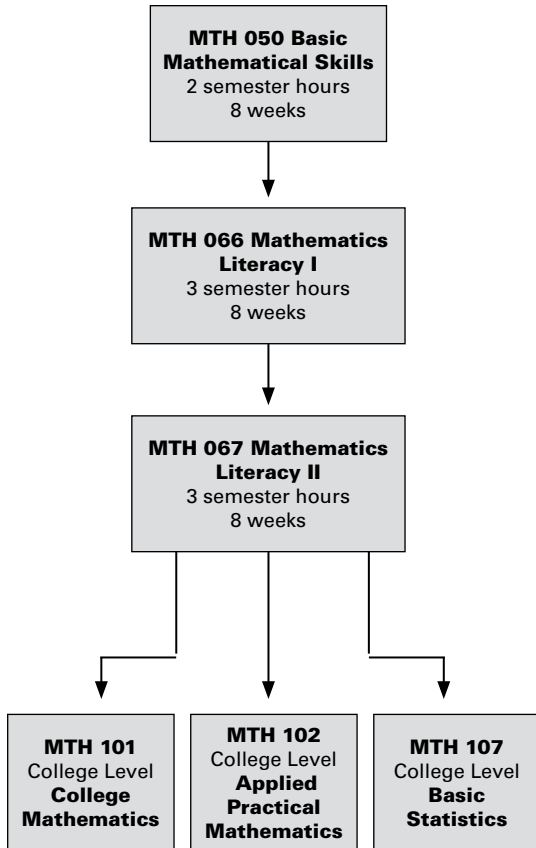 MTH 050 Basic
Mathematical Skills
2 semester hours
8 weeks
MTH 066 Mathematics
Literacy I
3 semester hours
8 weeks
MTH 067 Mathematics
Literacy II
3 semester hours
8 weeks
MTH 101
College Level
College
Mathematics
MTH 102
College Level
Applied
Practical
Mathematics
MTH 107
College Level
Basic
Statistics